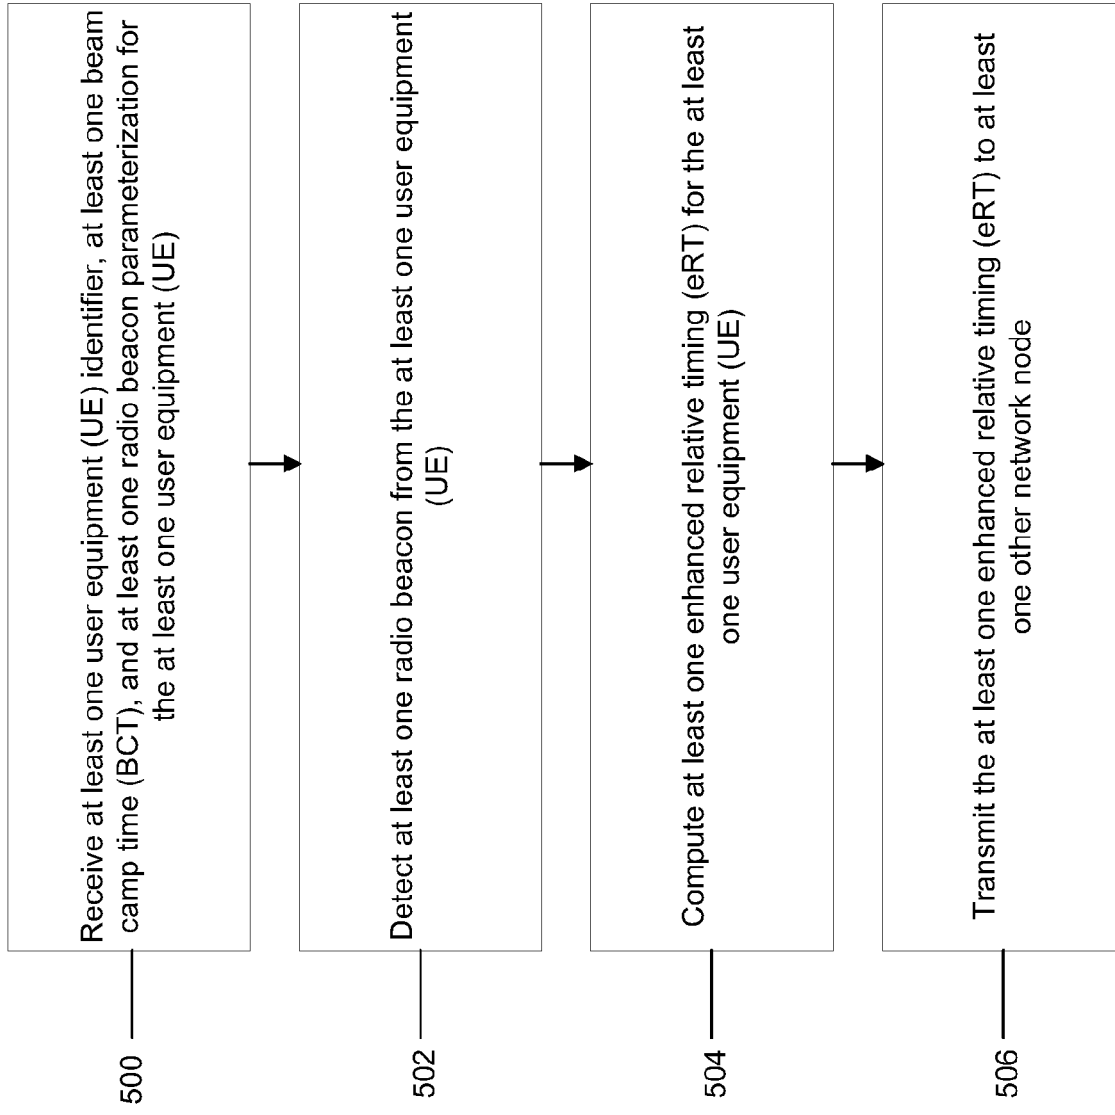 500
Receive at least one user equipment (UE) identifier, at least one beam
camp time (BCT), and at least one radio beacon parameterization for
the at least one user equipment (UE)
502
Detect at least one radio beacon from the at least one user equipment
(UE)
504
Compute at least one enhanced relative timing (eRT) for the at least
one user equipment (UE)
506
Transmit the at least one enhanced relative timing (eRT) to at least
one other network node